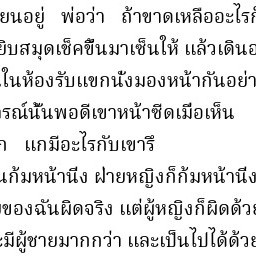 ยนอยู่ พ่อว่า ถ้าขาดเหลืออะไร
ยิบสมุดเช็คขึ้นมาเซ็นให้ แล้วเดินอ
ในห้องรับแขกนั่งมองหน้ากันอย่า
รณ์นั้นพอดีเขาหน้าซีดเมือเห็น
ก แกมีอะไรกับเขารึ
นก้มหน้านิ่ง ฝ่ายหญิงก็ก้มหน้านิ่ง
ของฉันผิดจริง แต่ผู้หญิงก็ผิดด้วย
ะมีผู้ชายมากกว่า และเป็นไปได้ด้วย